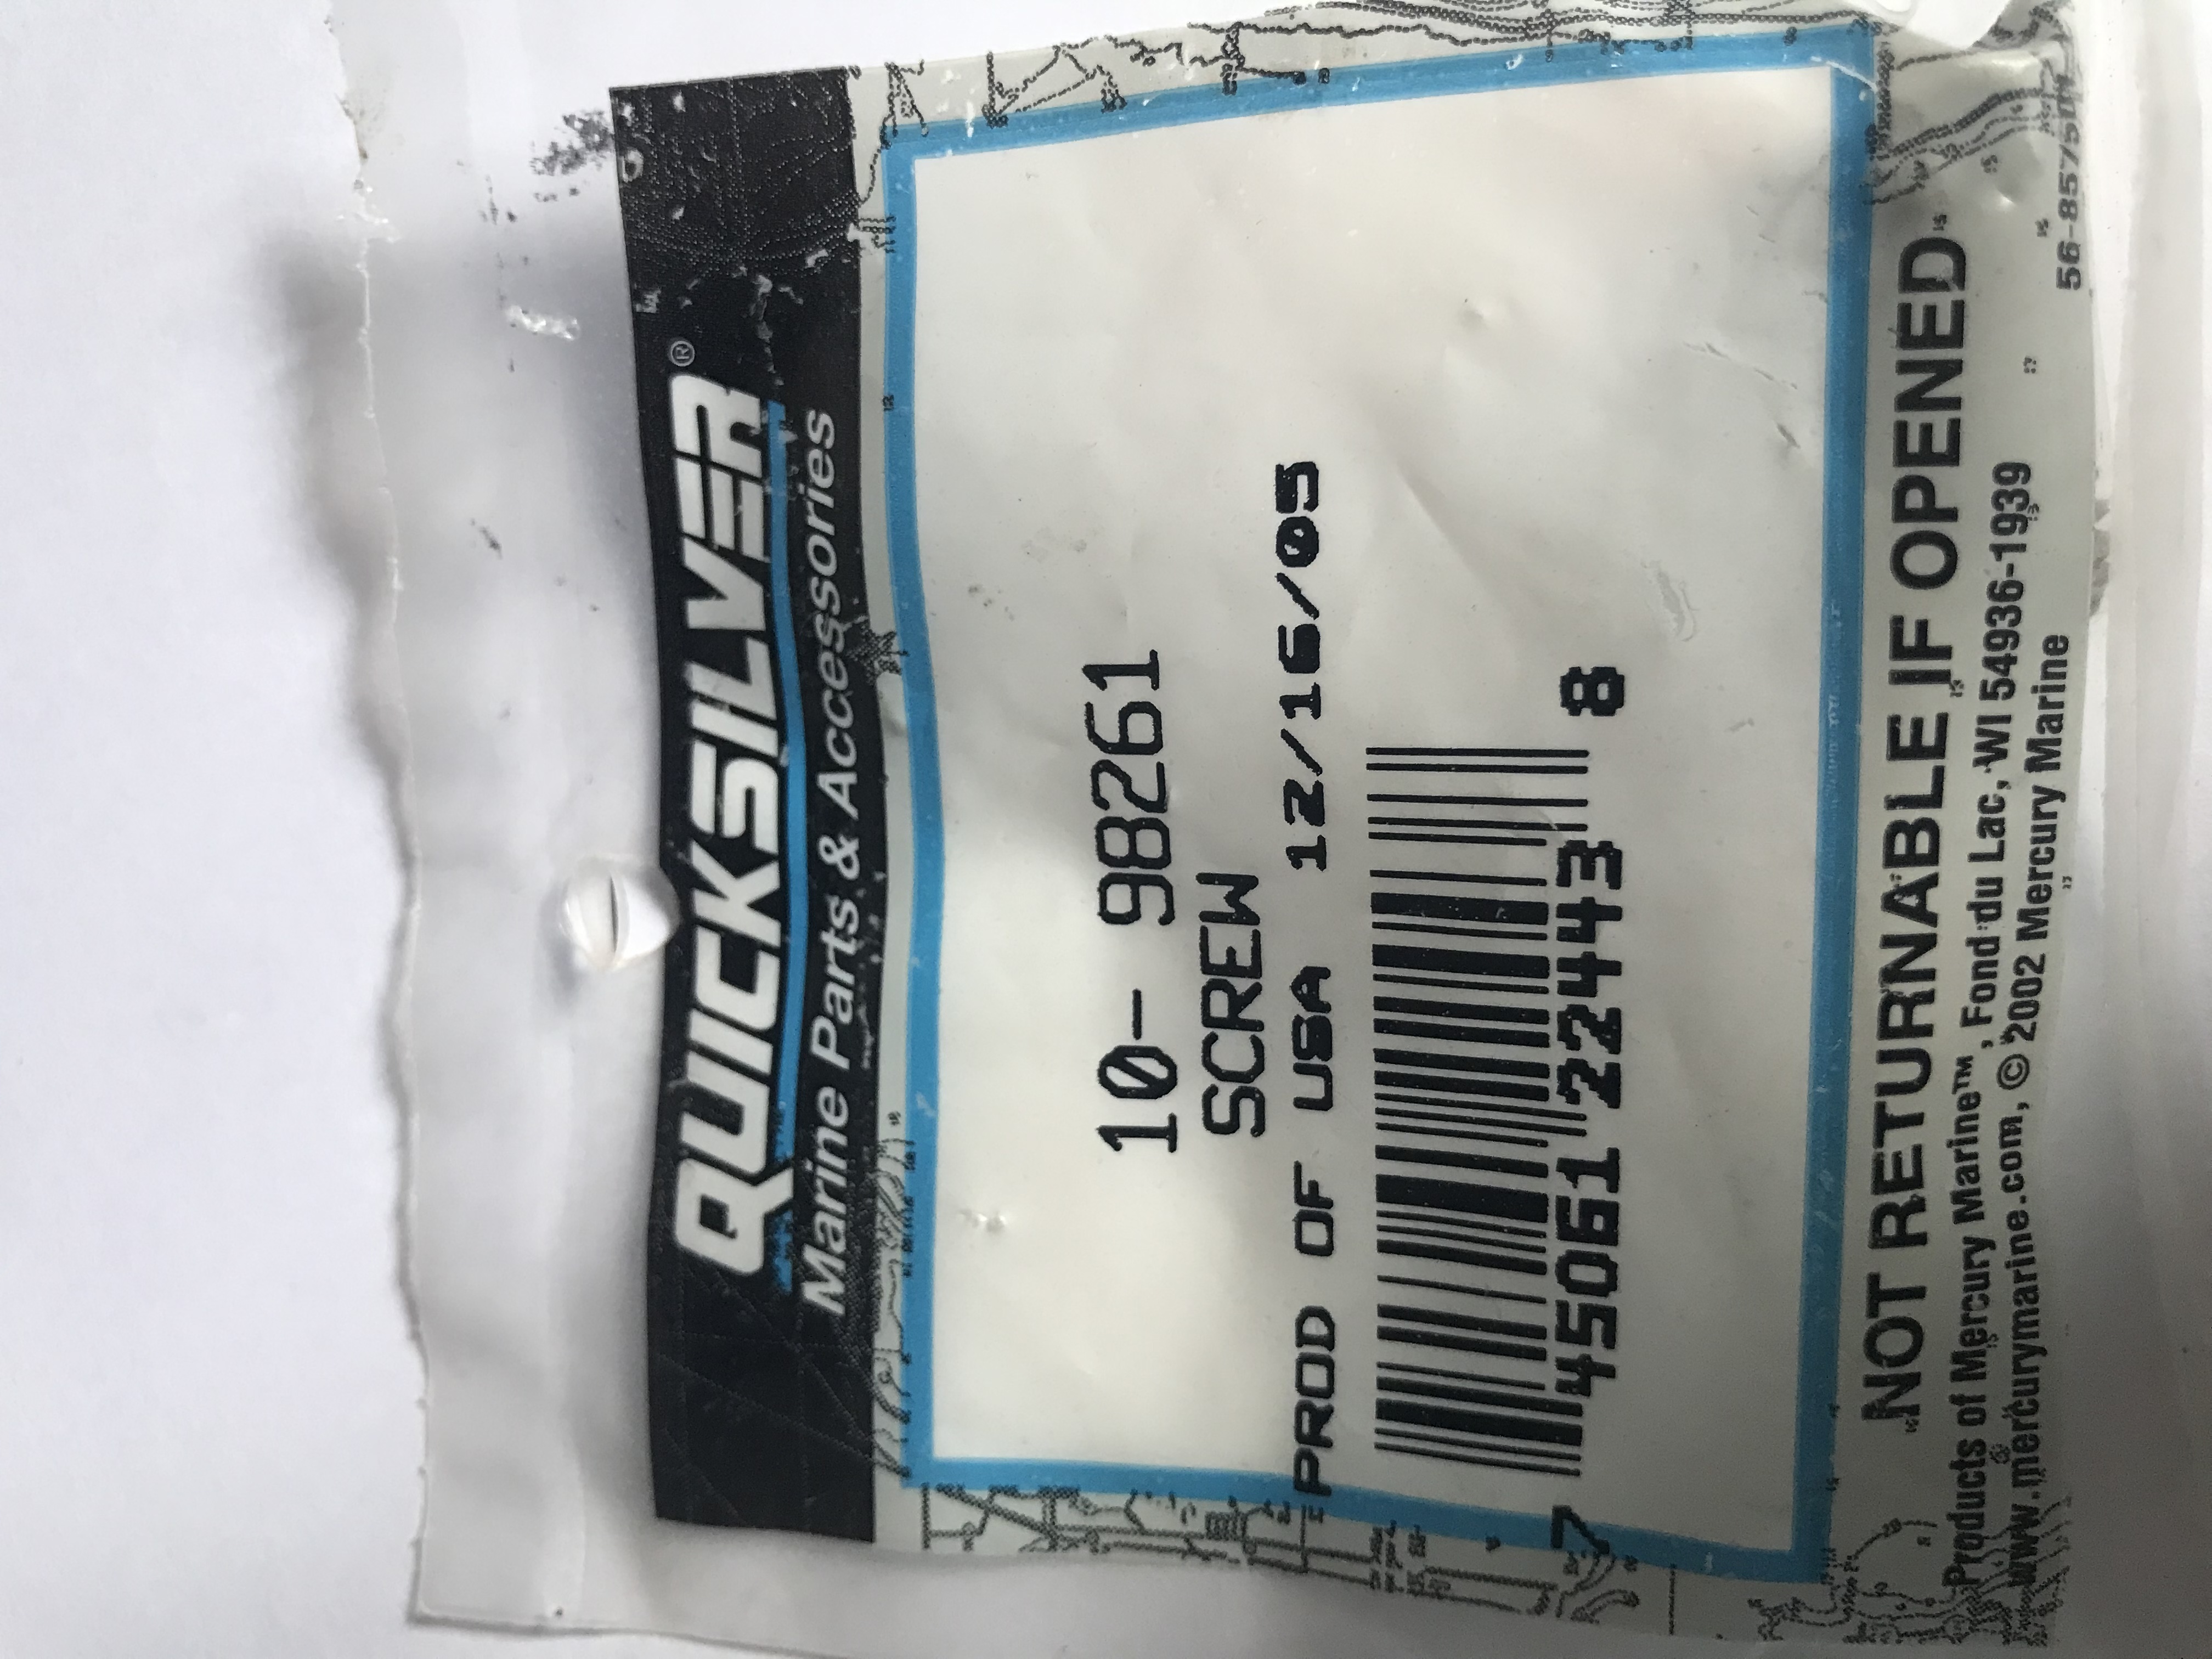 QUICKSILVER®
Marine Parts & Accessories
10- 98261
SCREW
PROD OF USA 12/16/05
7 45061 22443 8
NOT RETURNABLE IF OPENED
Products of Mercury Marine™, Fond du Lac, WI 54936-1939
www.mercurymarine.com, © 2002 Mercury Marine